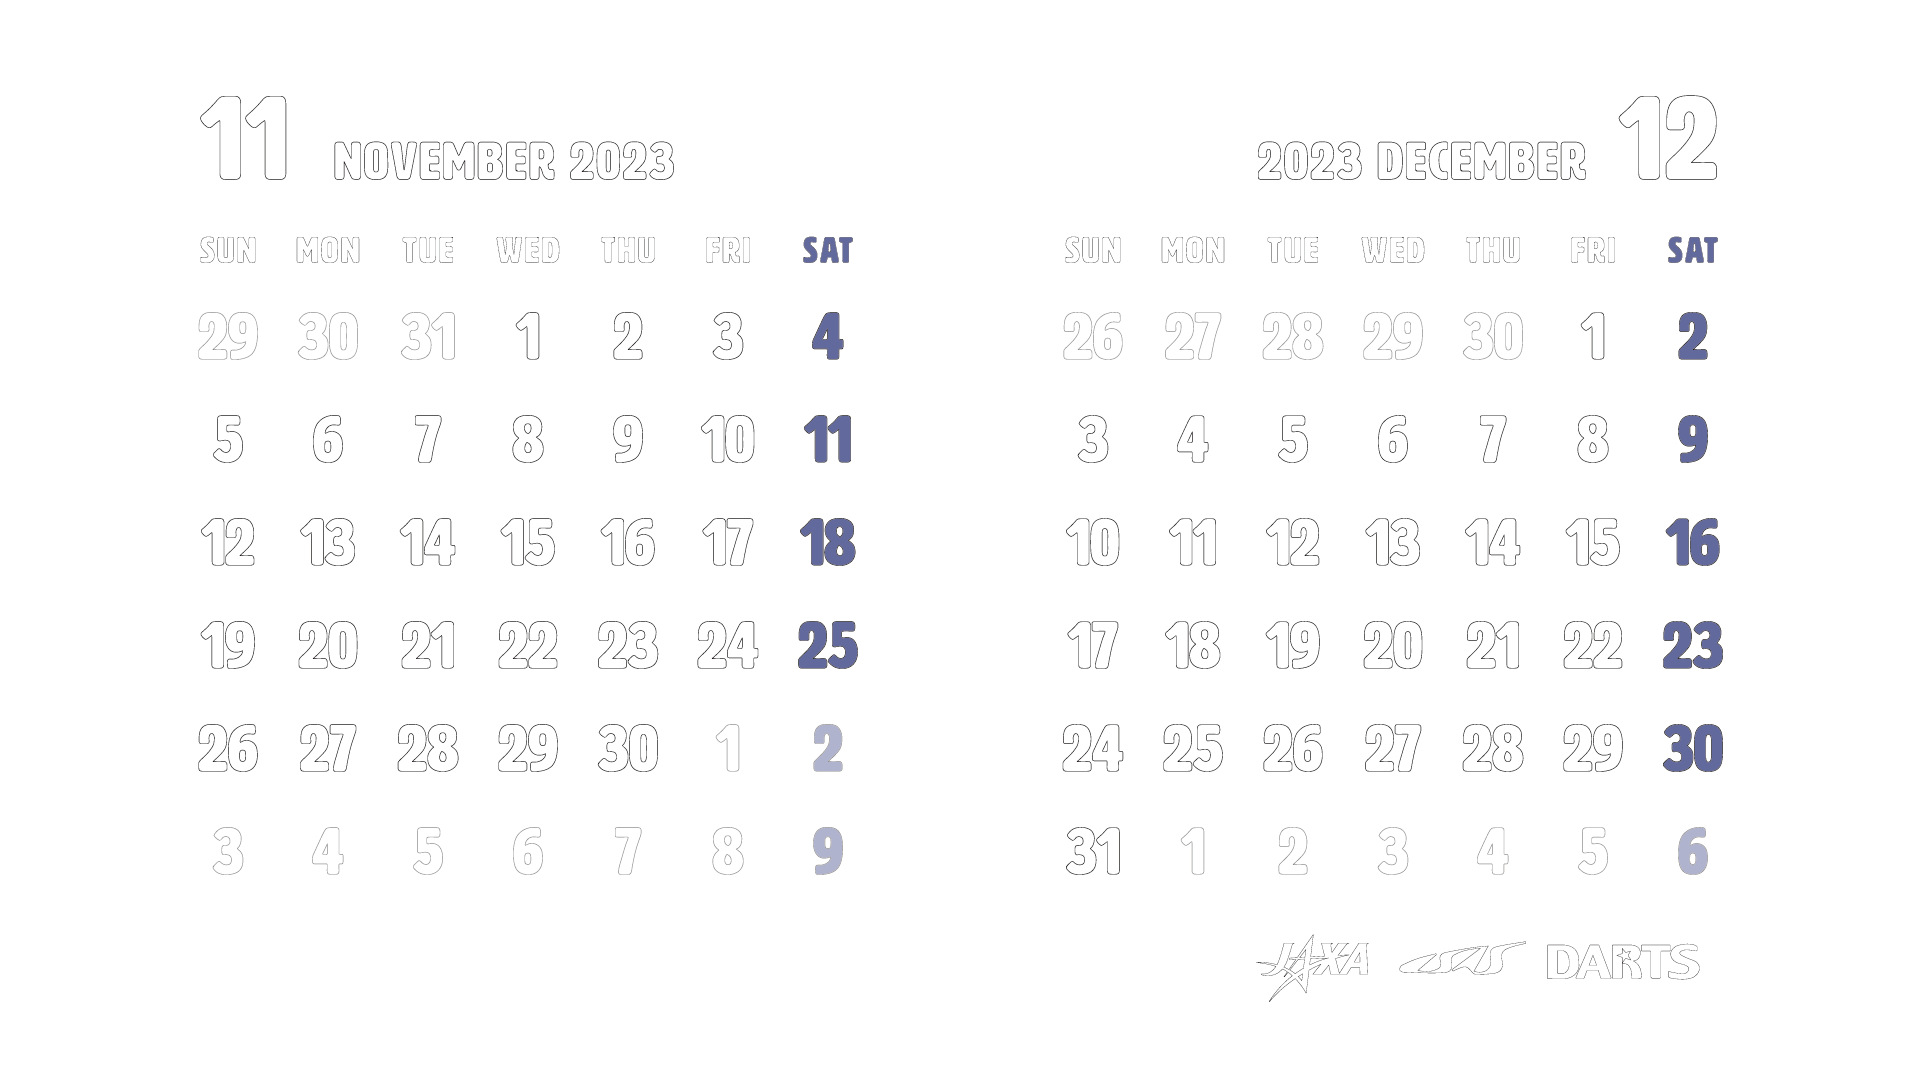 11 NOVEMBER 2023
SUN MON TUE WED THU FRI SAT
29 30 31 1 2 3 4
5 6 7 8 9 10 11
12 13 14 15 16 17 18
19 20 21 22 23 24 25
26 27 28 29 30 1 2
3 4 5 6 7 8 9
2023 DECEMBER 12
SUN MON TUE WED THU FRI SAT
26 27 28 29 30 1 2
3 4 5 6 7 8 9
10 11 12 13 14 15 16
17 18 19 20 21 22 23
24 25 26 27 28 29 30
31 1 2 3 4 5 6
JAXA ISAS DARTS